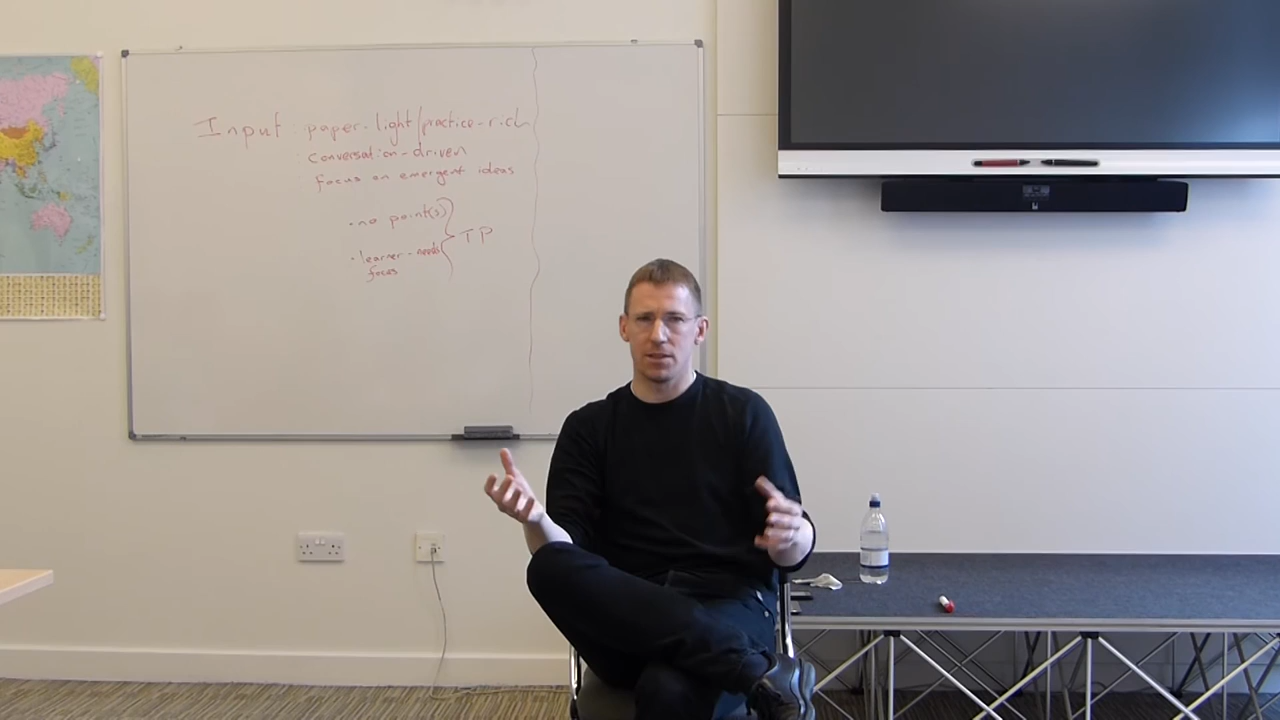 Input : paper-light/practice-rich
· conversation-driven
· focus on emergent ideas
· no point(s) } TP
· learner-needs
focus